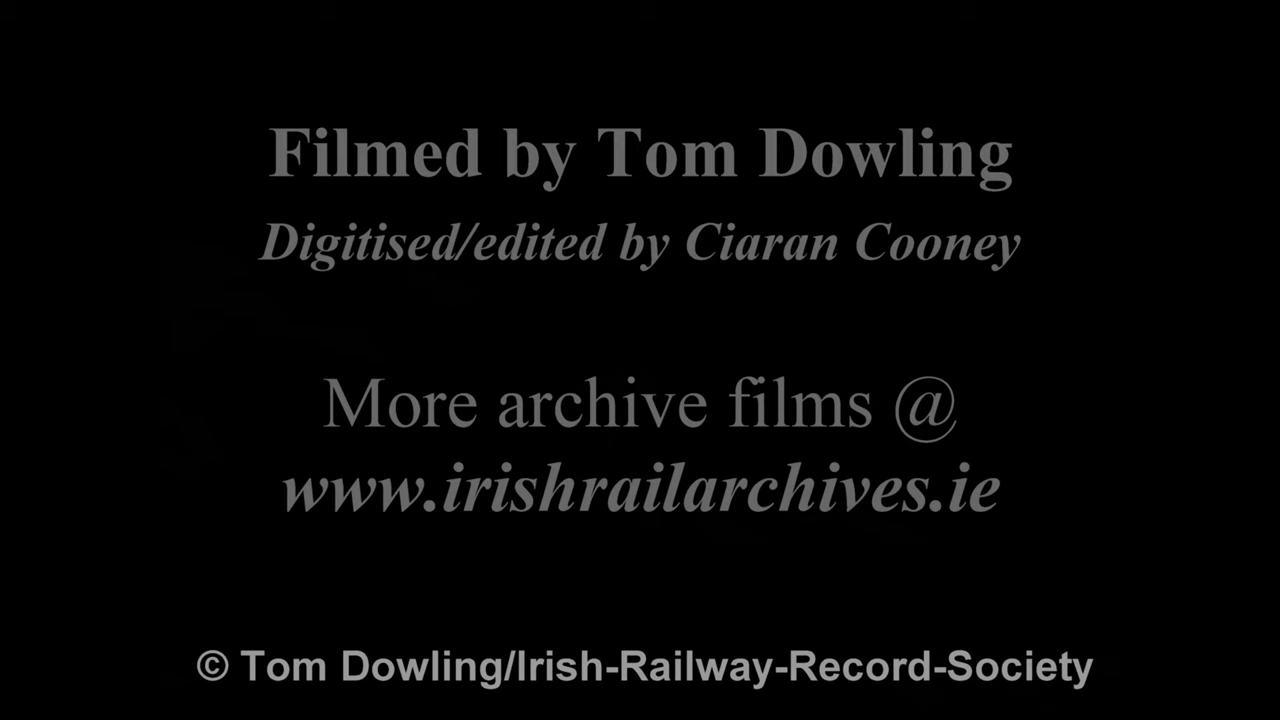 Filmed by Tom Dowling
Digitised/edited by Ciaran Cooney
More archive films @
www.irishrailarchives.ie
© Tom Dowling/Irish-Railway-Record-Society